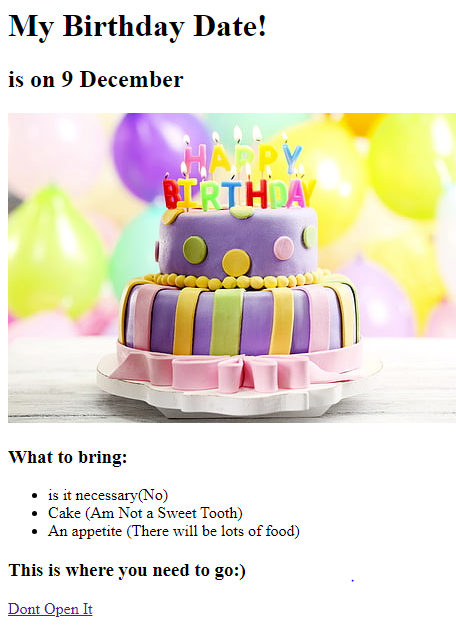 My Birthday Date!
is on 9 December
HAPPY
BIRTHDAY
What to bring:
is it necessary(No)
Cake (Am Not a Sweet Tooth)
An appetite (There will be lots of food)
This is where you need to go:)
Dont Open It